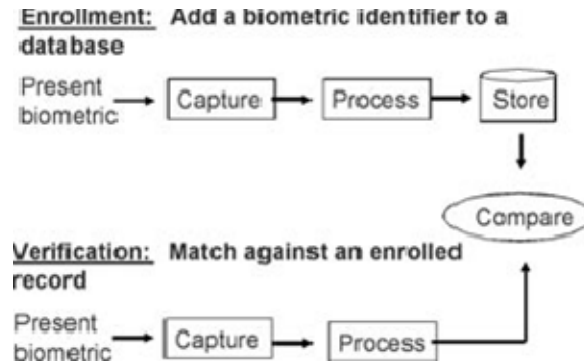 Enrollment: Add a biometric identifier to a
database
Present
biometric
Capture
Process
Store
Compare
Verification: Match against an enrolled
record
Present
biometric
Capture
Process